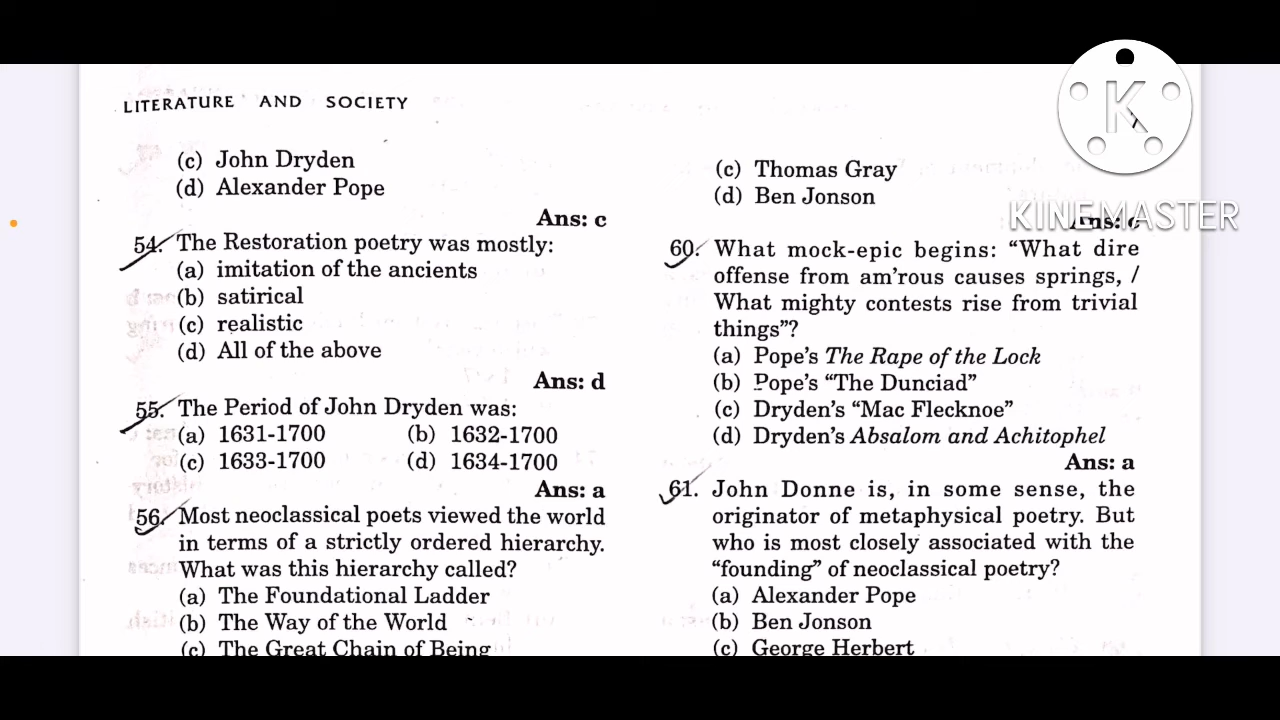 LITERATURE AND SOCIETY
(c) John Dryden
(d) Alexander Pope
Ans: c
54. The Restoration poetry was mostly:
(a) imitation of the ancients
(b) satirical
(c) realistic
(d) All of the above
Ans: d
55. The Period of John Dryden was:
(a) 1631-1700 (b) 1632-1700
(c) 1633-1700 (d) 1634-1700
Ans: a
56. Most neoclassical poets viewed the world
in terms of a strictly ordered hierarchy.
What was this hierarchy called?
(a) The Foundational Ladder
(b) The Way of the World
(c) The Great Chain of Being
(c) Thomas Gray
(d) Ben Jonson
Ans: c
60. What mock-epic begins: “What dire
offense from am’rous causes springs, /
What mighty contests rise from trivial
things”?
(a) Pope’s The Rape of the Lock
(b) Pope’s “The Dunciad”
(c) Dryden’s “Mac Flecknoe”
(d) Dryden’s Absalom and Achitophel
Ans: a
61. John Donne is, in some sense, the
originator of metaphysical poetry. But
who is most closely associated with the
“founding” of neoclassical poetry?
(a) Alexander Pope
(b) Ben Jonson
(c) George Herbert
K
KINEMASTER